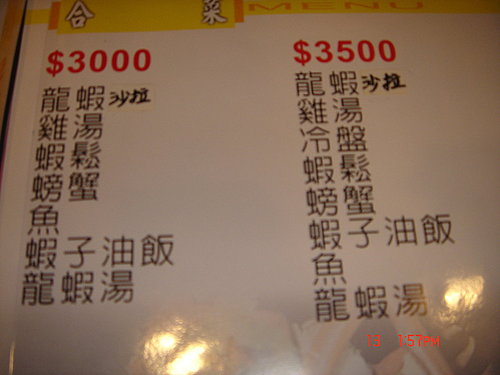 合 菜 MENU
$3000
龍蝦沙拉
雞湯
蝦鬆
螃蟹
魚
蝦子油飯
龍蝦湯
$3500
龍蝦沙拉
雞湯
冷盤
蝦鬆
螃蟹
蝦子油飯
魚
龍蝦湯
1:57PM